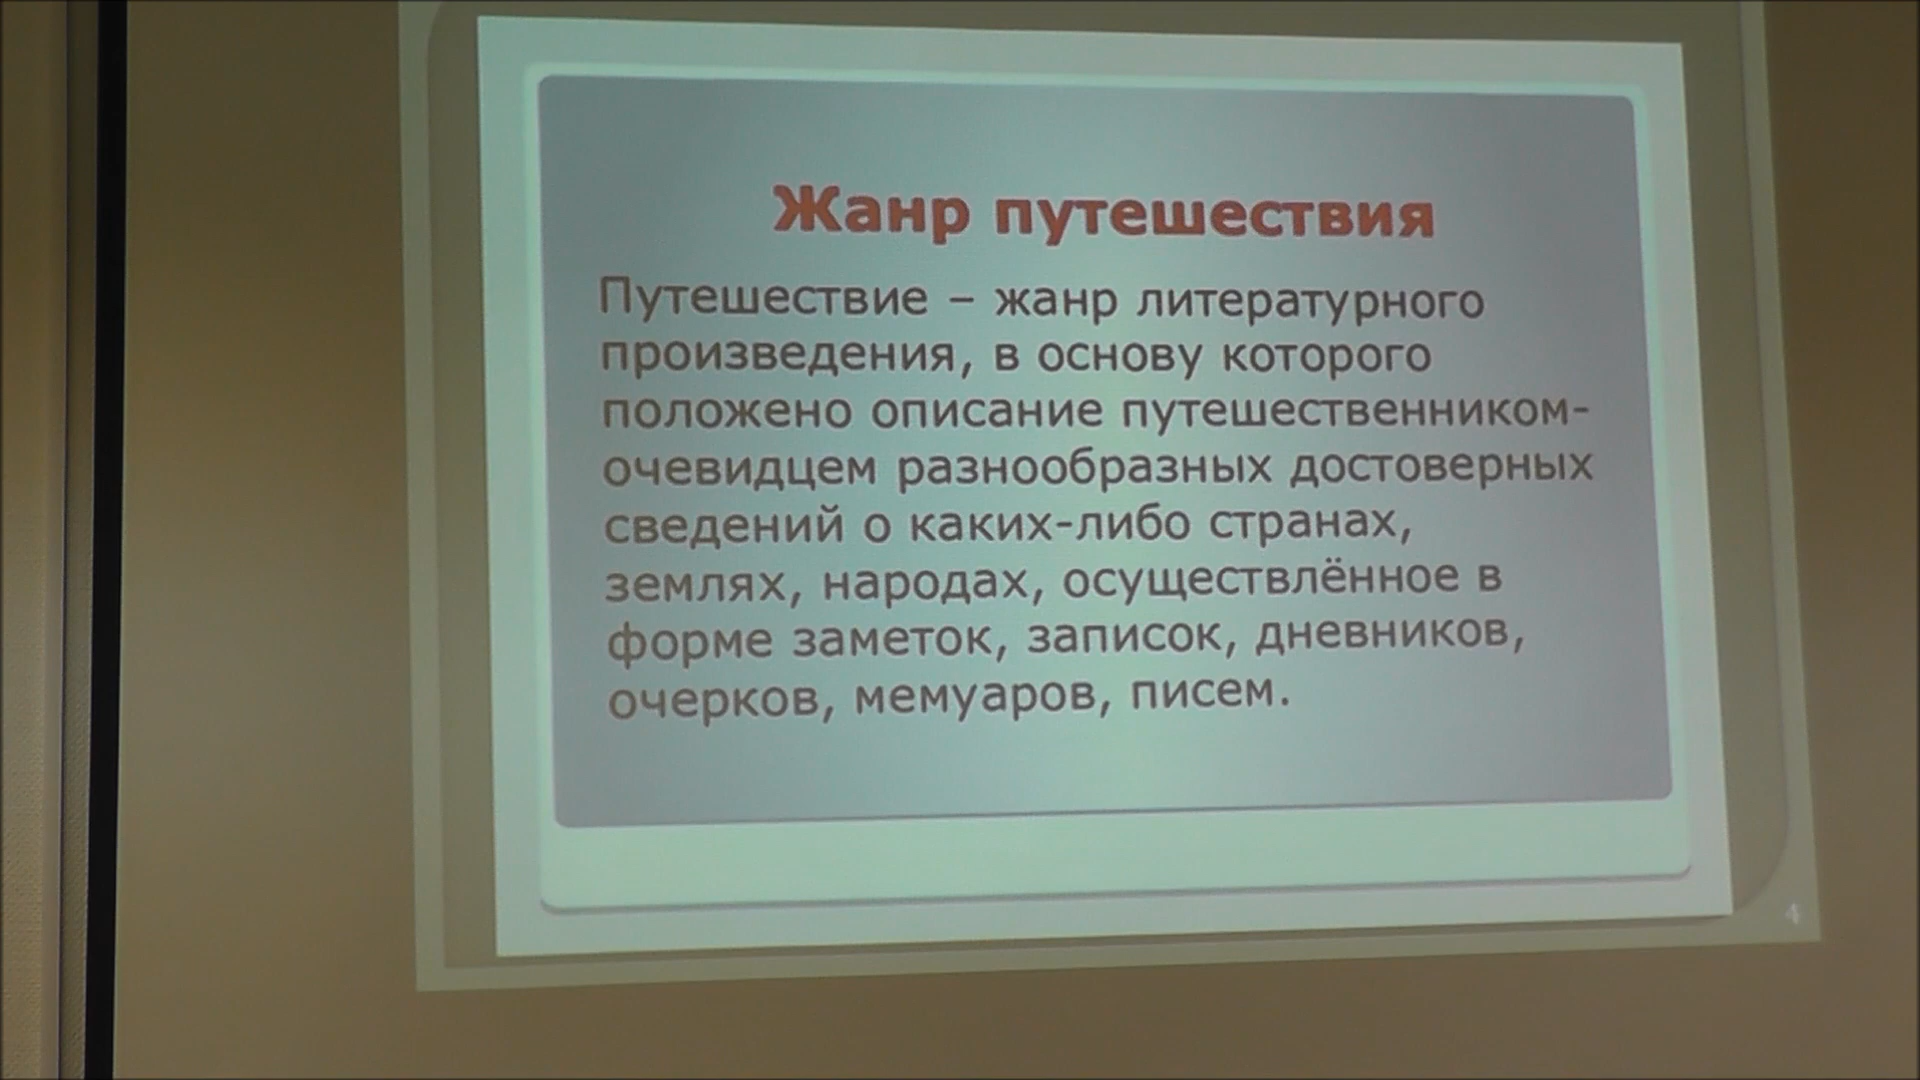 Жанр путешествия
Путешествие – жанр литературного
произведения, в основу которого
положено описание путешественником-
очевидцем разнообразных достоверных
сведений о каких-либо странах,
землях, народах, осуществлённое в
форме заметок, записок, дневников,
очерков, мемуаров, писем.
4